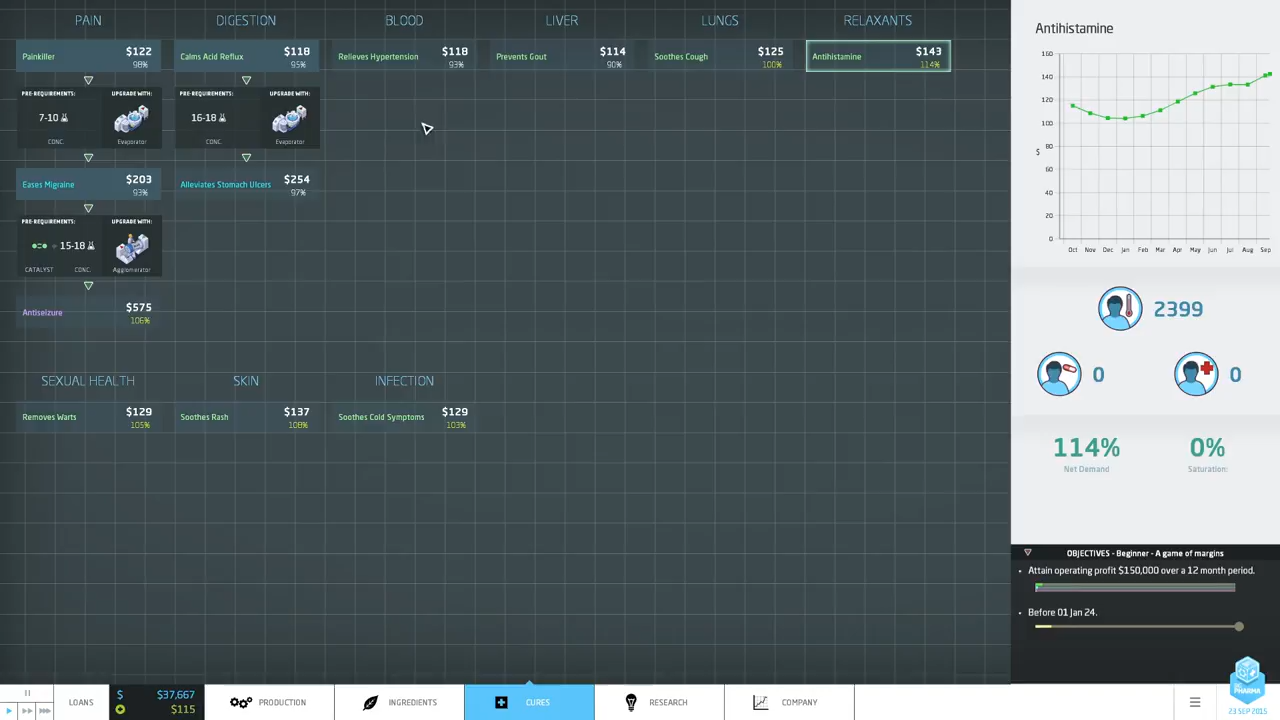 PAIN
DIGESTION
BLOOD
LIVER
LUNGS
RELAXANTS
Painkiller $122 98%
Calms Acid Reflux $118 95%
Relieves Hypertension $118 93%
Prevents Gout $114 90%
Soothes Cough $125 100%
Antihistamine $143 114%
PRE-REQUIREMENTS: UPGRADE WITH:
7-10
CONC. Evaporator
PRE-REQUIREMENTS: UPGRADE WITH:
16-18
CONC. Evaporator
Eases Migraine $203 93%
Alleviates Stomach Ulcers $254 97%
PRE-REQUIREMENTS: UPGRADE WITH:
+ 15-18
CATALYST CONC. Agglomerator
Antiseizure $575 106%
SEXUAL HEALTH
SKIN
INFECTION
Removes Warts $129 105%
Soothes Rash $137 108%
Soothes Cold Symptoms $129 103%
Antihistamine
160
140
120
100
80
60
40
20
0
$
Oct Nov Dec Jan Feb Mar Apr May Jun Jul Aug Sep
2399
0
0
114%
Net Demand
0%
Saturation:
OBJECTIVES - Beginner - A game of margins
• Attain operating profit $150,000 over a 12 month period.
• Before 01 Jan 24.
LOANS
$ $37,667
$115
PRODUCTION
INGREDIENTS
CURES
RESEARCH
COMPANY
PHARMA
23 SEP 2015